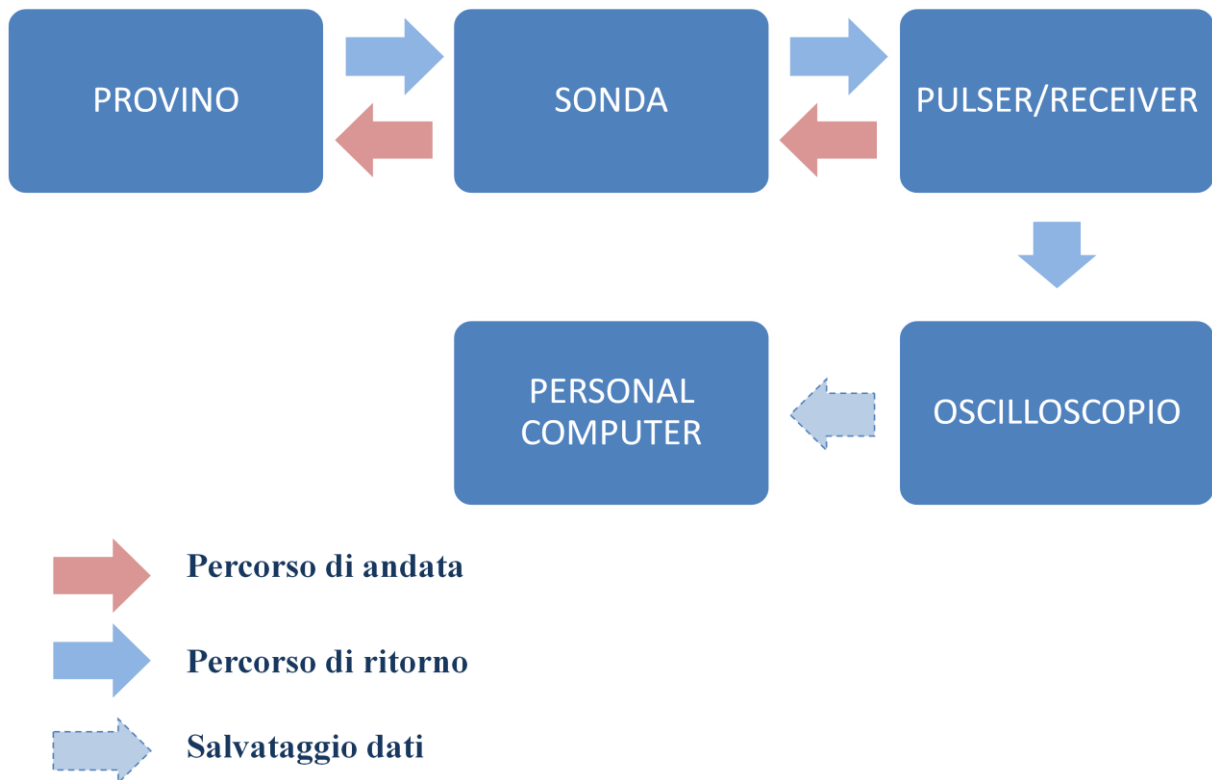 PROVINO
SONDA
PULSER/RECEIVER
PERSONAL
COMPUTER
OSCILLOSCOPIO
Percorso di andata
Percorso di ritorno
Salvataggio dati